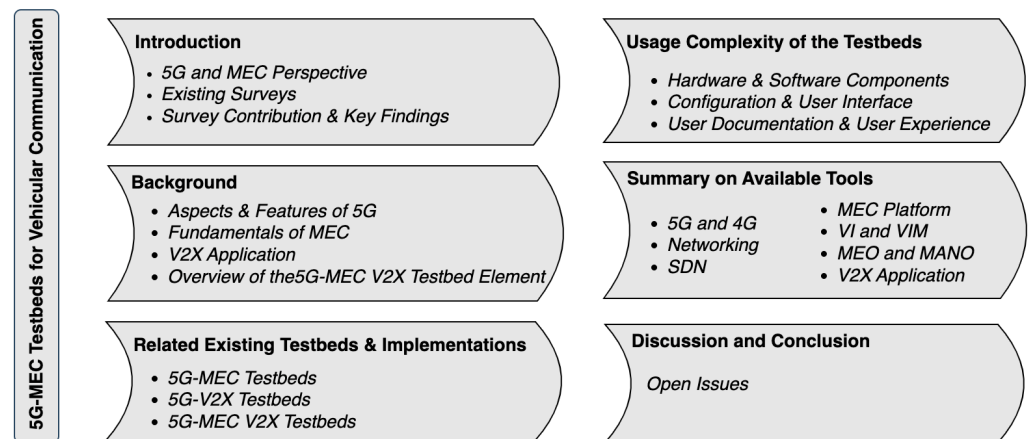 5G-MEC Testbeds for Vehicular Communication
Introduction
• 5G and MEC Perspective
• Existing Surveys
• Survey Contribution & Key Findings
Background
• Aspects & Features of 5G
• Fundamentals of MEC
• V2X Application
• Overview of the5G-MEC V2X Testbed Element
Related Existing Testbeds & Implementations
• 5G-MEC Testbeds
• 5G-V2X Testbeds
• 5G-MEC V2X Testbeds
Usage Complexity of the Testbeds
• Hardware & Software Components
• Configuration & User Interface
• User Documentation & User Experience
Summary on Available Tools
• 5G and 4G
• Networking
• SDN
• MEC Platform
• VI and VIM
• MEO and MANO
• V2X Application
Discussion and Conclusion
Open Issues